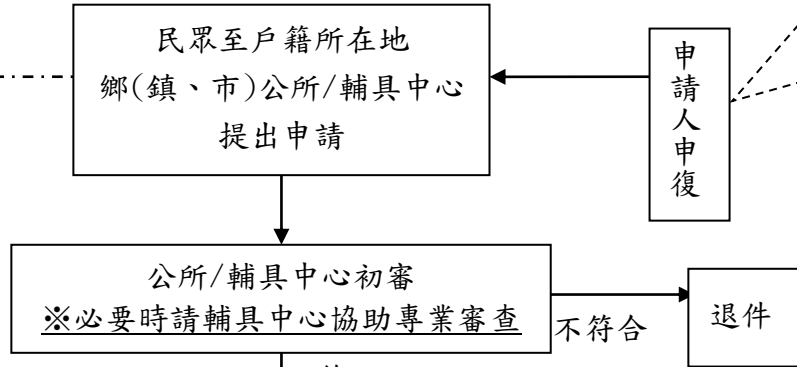 民眾至戶籍所在地
鄉(鎮、市)公所/輔具中心
提出申請
申請人申復
公所/輔具中心初審
※必要時請輔具中心協助專業審查
不符合
退件